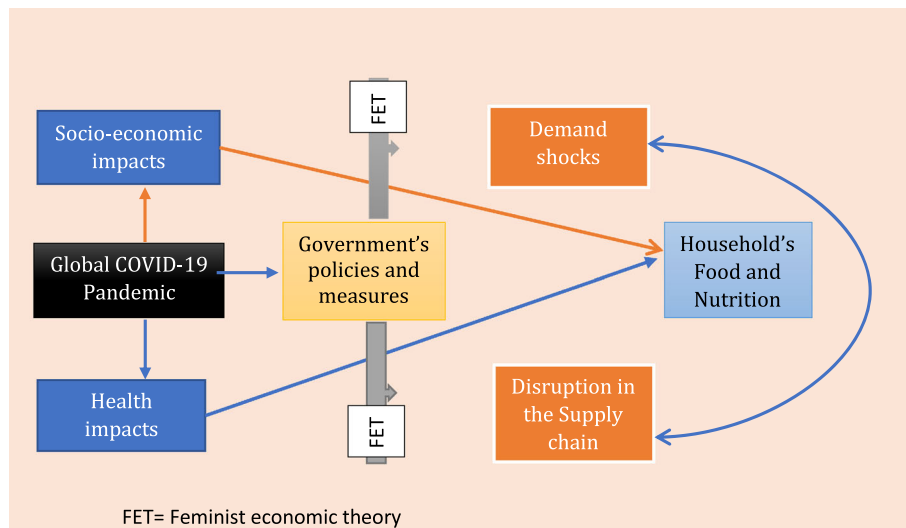 FET
Socio-economic
impacts
Demand
shocks
Global COVID-19
Pandemic
Government's
policies and
measures
Household's
Food and
Nutrition
Health
impacts
Disruption in
the Supply
chain
FET
FET= Feminist economic theory